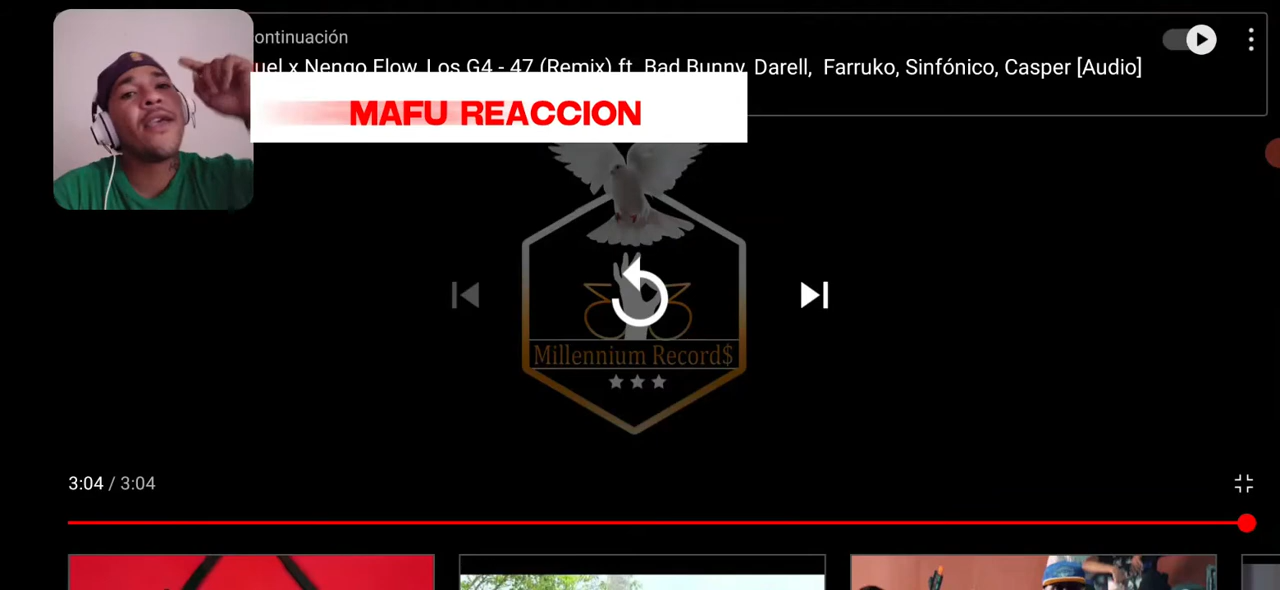 ontinuación
uel x Nengo Flow, Los G4 - 47 (Remix) ft. Bad Bunny, Darell, Farruko, Sinfónico, Casper [Audio]
MAFU REACCION
Millennium Record$
3:04 / 3:04